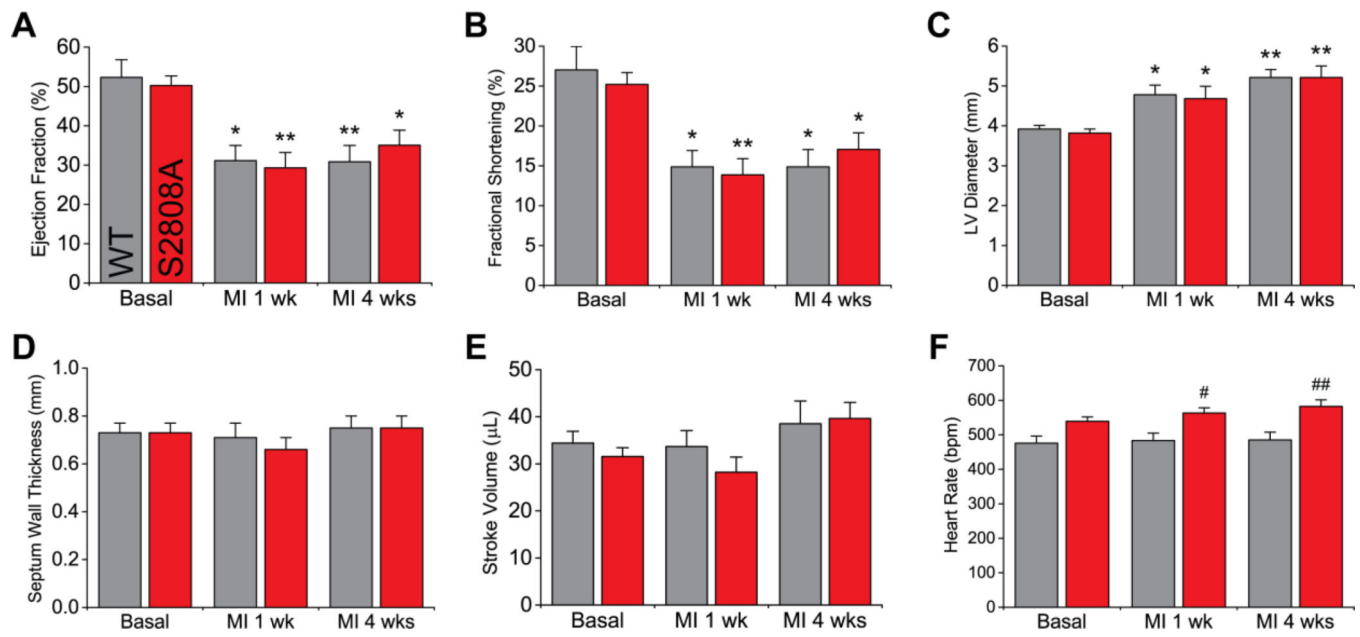 A
Ejection Fraction (%)
60
50
40
30
20
10
0
WT
S2808A
*
**
**
*
Basal
MI 1 wk
MI 4 wks
B
Fractional Shortening (%)
30
25
20
15
10
5
0
*
**
*
*
Basal
MI 1 wk
MI 4 wks
C
LV Diameter (mm)
6
5
4
3
2
1
0
*
*
**
**
Basal
MI 1 wk
MI 4 wks
D
Septum Wall Thickness (mm)
1.0
0.8
0.6
0.4
0.2
0.0
Basal
MI 1 wk
MI 4 wks
E
Stroke Volume (µL)
50
40
30
20
10
0
Basal
MI 1 wk
MI 4 wks
F
Heart Rate (bpm)
700
600
500
400
300
200
100
0
#
##
Basal
MI 1 wk
MI 4 wks